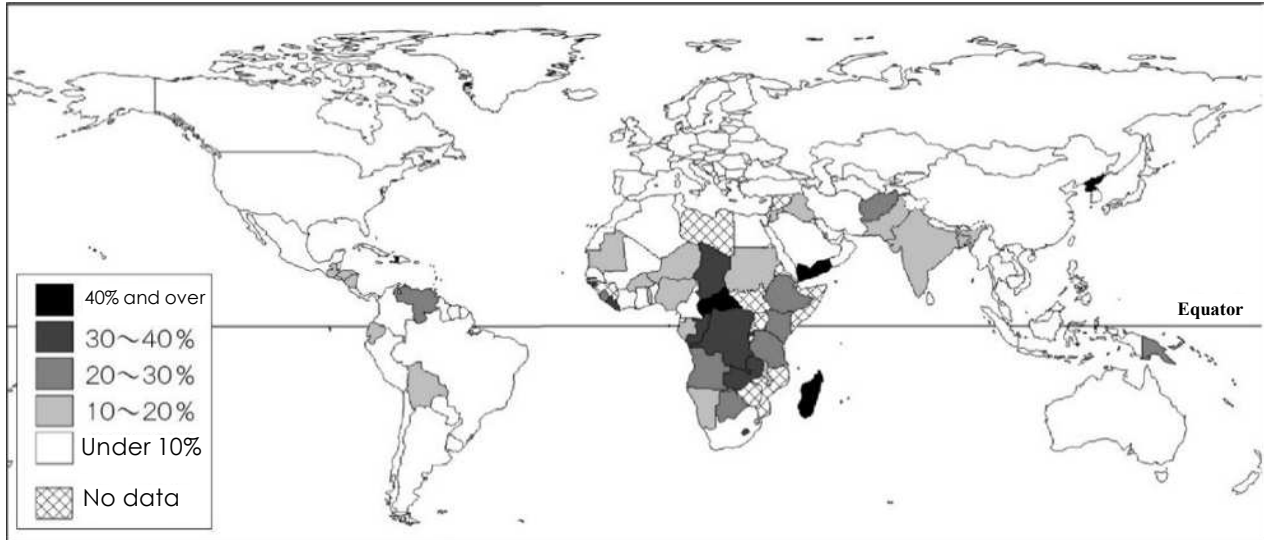 40% and over
30～40%
20～30%
10～20%
Under 10%
No data
Equator